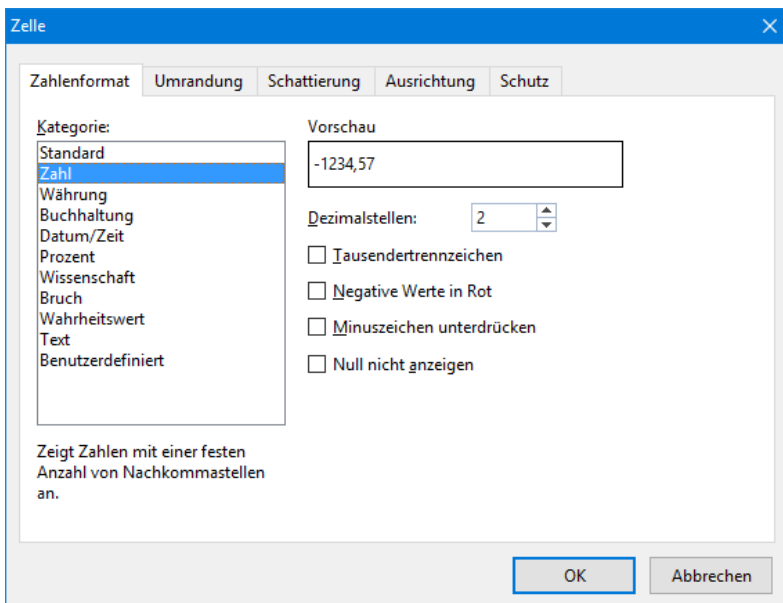 Zelle
Zahlenformat Umrandung Schattierung Ausrichtung Schutz
Kategorie:
Standard
Zahl
Währung
Buchhaltung
Datum/Zeit
Prozent
Wissenschaft
Bruch
Wahrheitswert
Text
Benutzerdefiniert
Zeigt Zahlen mit einer festen
Anzahl von Nachkommastellen
an.
Vorschau
-1234,57
Dezimalstellen: 2
Tausendertrennzeichen
Negative Werte in Rot
Minuszeichen unterdrücken
Null nicht anzeigen
OK Abbrechen